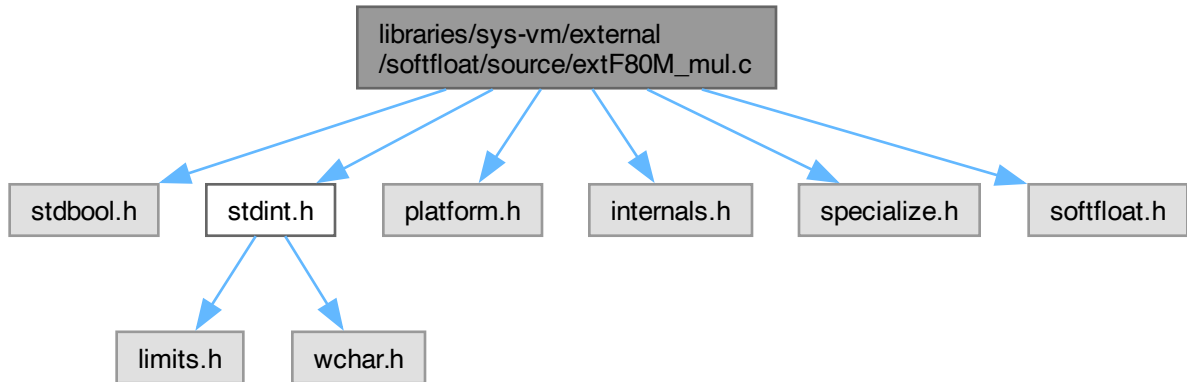 libraries/sys-vm/external
/softfloat/source/extF80M_mul.c
stdbool.h
stdint.h
platform.h
internals.h
specialize.h
softfloat.h
limits.h
wchar.h